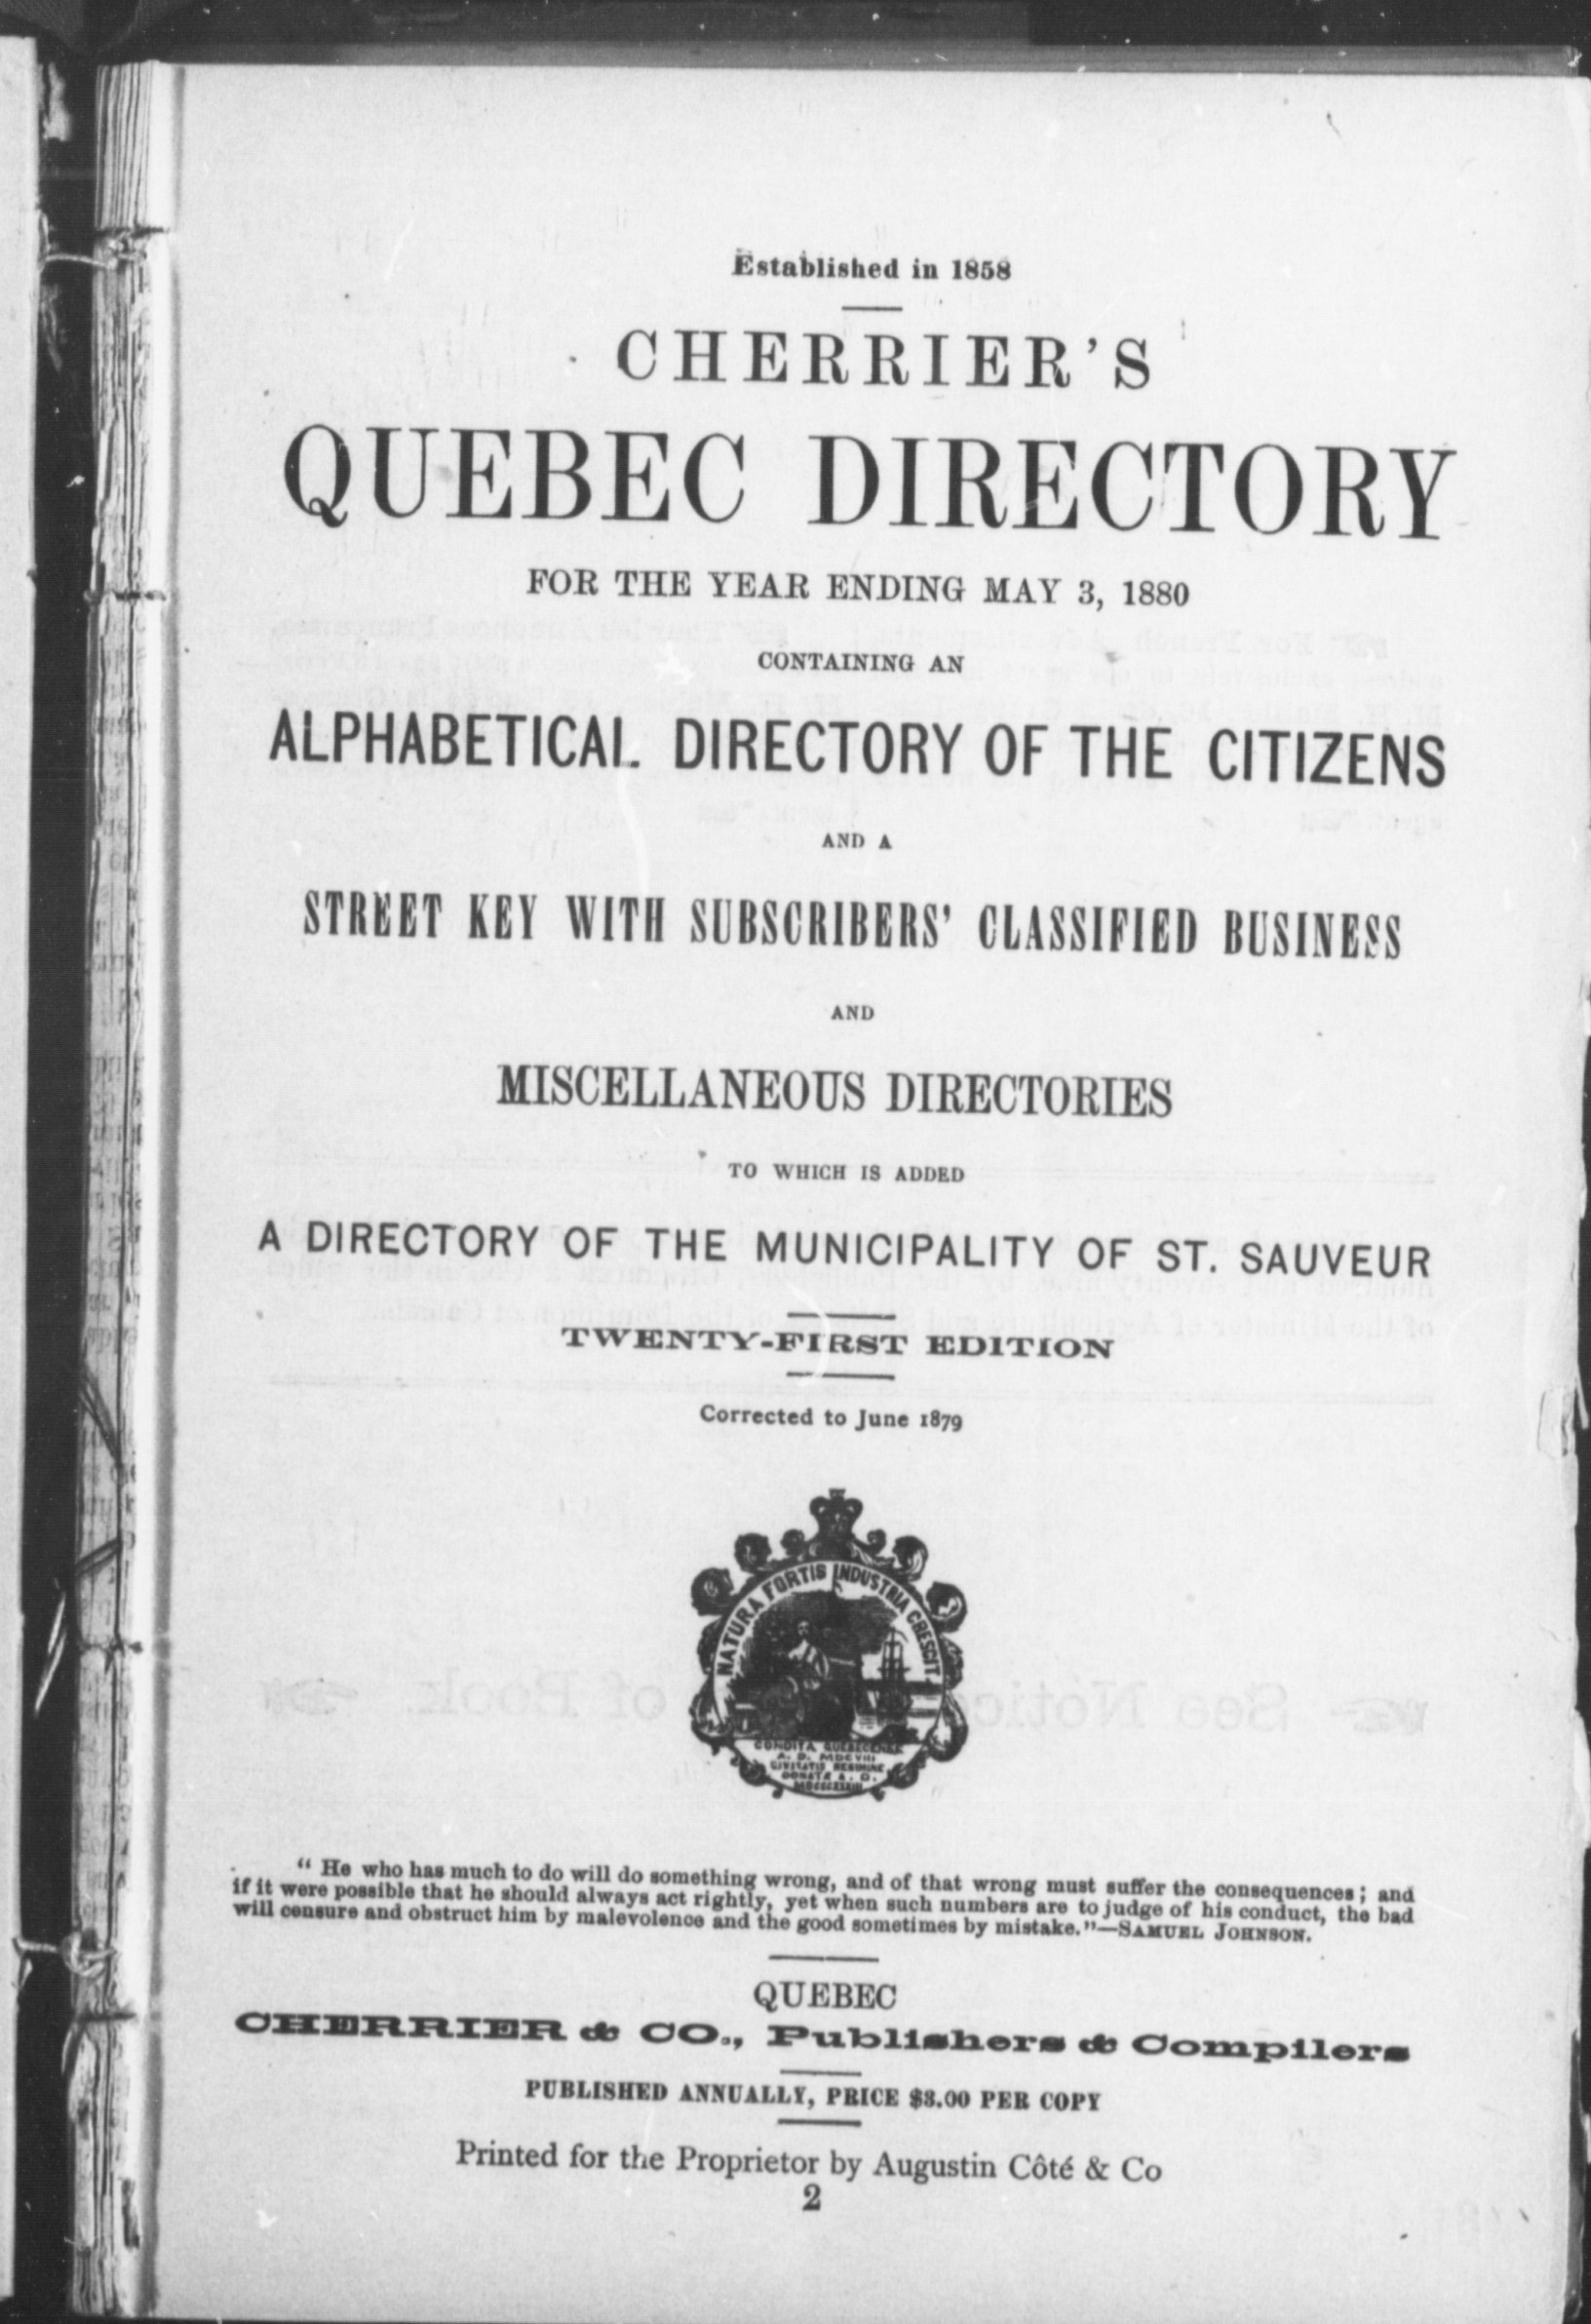 Established in 1858
CHERRIER'S
QUEBEC DIRECTORY
FOR THE YEAR ENDING MAY 3, 1880
CONTAINING AN
ALPHABETICAL DIRECTORY OF THE CITIZENS
AND A
STREET KEY WITH SUBSCRIBERS' CLASSIFIED BUSINESS
AND
MISCELLANEOUS DIRECTORIES
TO WHICH IS ADDED
A DIRECTORY OF THE MUNICIPALITY OF ST. SAUVEUR
TWENTY-FIRST EDITION
Corrected to June 1879
NATURA FORTIS INDUSTRIA CRESCIT
CONDITA
A. D. MDCVIII
CIVITATIS REGIMINE
DONATA A. D.
"He who has much to do will do something wrong, and of that wrong must suffer the consequences; and
if it were possible that he should always act rightly, yet when such numbers are to judge of his conduct, the bad
will censure and obstruct him by malevolence and the good sometimes by mistake."—SAMUEL JOHNSON.
QUEBEC
CHERRIER & CO., Publishers & Compilers
PUBLISHED ANNUALLY, PRICE $3.00 PER COPY
Printed for the Proprietor by Augustin Côté & Co
2